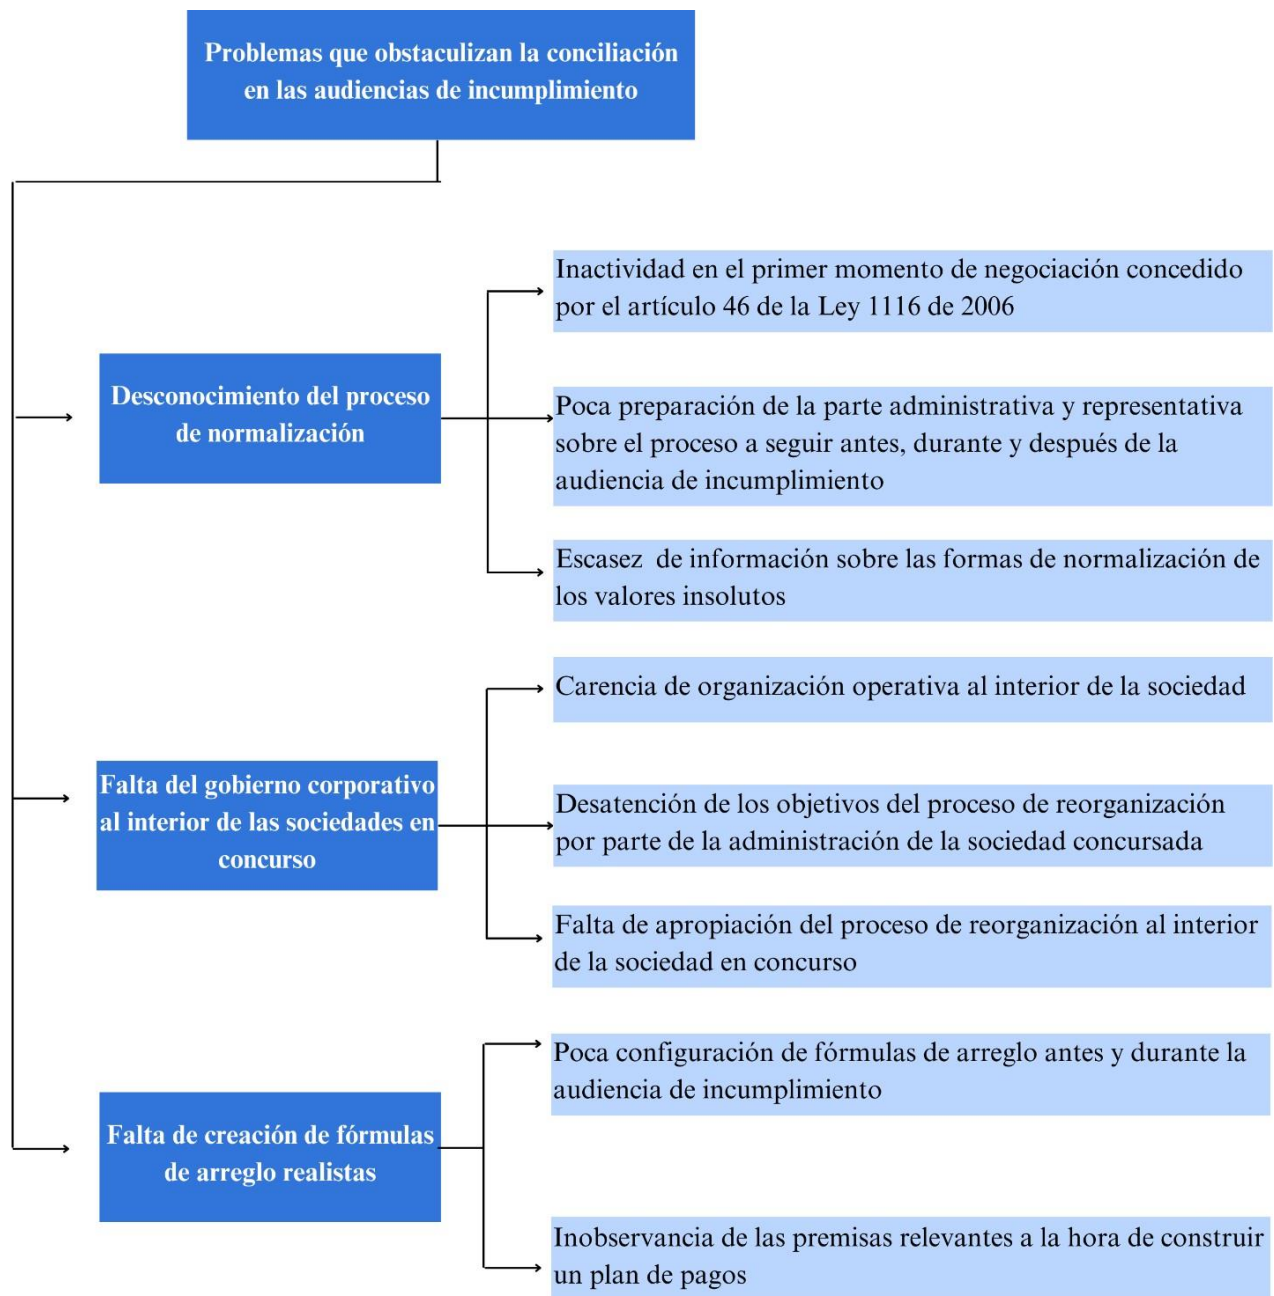 Problemas que obstaculizan la conciliación
en las audiencias de incumplimiento
Desconocimiento del proceso
de normalización
Inactividad en el primer momento de negociación concedido
por el artículo 46 de la Ley 1116 de 2006
Poca preparación de la parte administrativa y representativa
sobre el proceso a seguir antes, durante y después de la
audiencia de incumplimiento
Escasez de información sobre las formas de normalización de
los valores insolutos
Falta del gobierno corporativo
al interior de las sociedades en
concurso
Carencia de organización operativa al interior de la sociedad
Desatención de los objetivos del proceso de reorganización
por parte de la administración de la sociedad concursada
Falta de apropiación del proceso de reorganización al interior
de la sociedad en concurso
Falta de creación de fórmulas
de arreglo realistas
Poca configuración de fórmulas de arreglo antes y durante la
audiencia de incumplimiento
Inobservancia de las premisas relevantes a la hora de construir
un plan de pagos